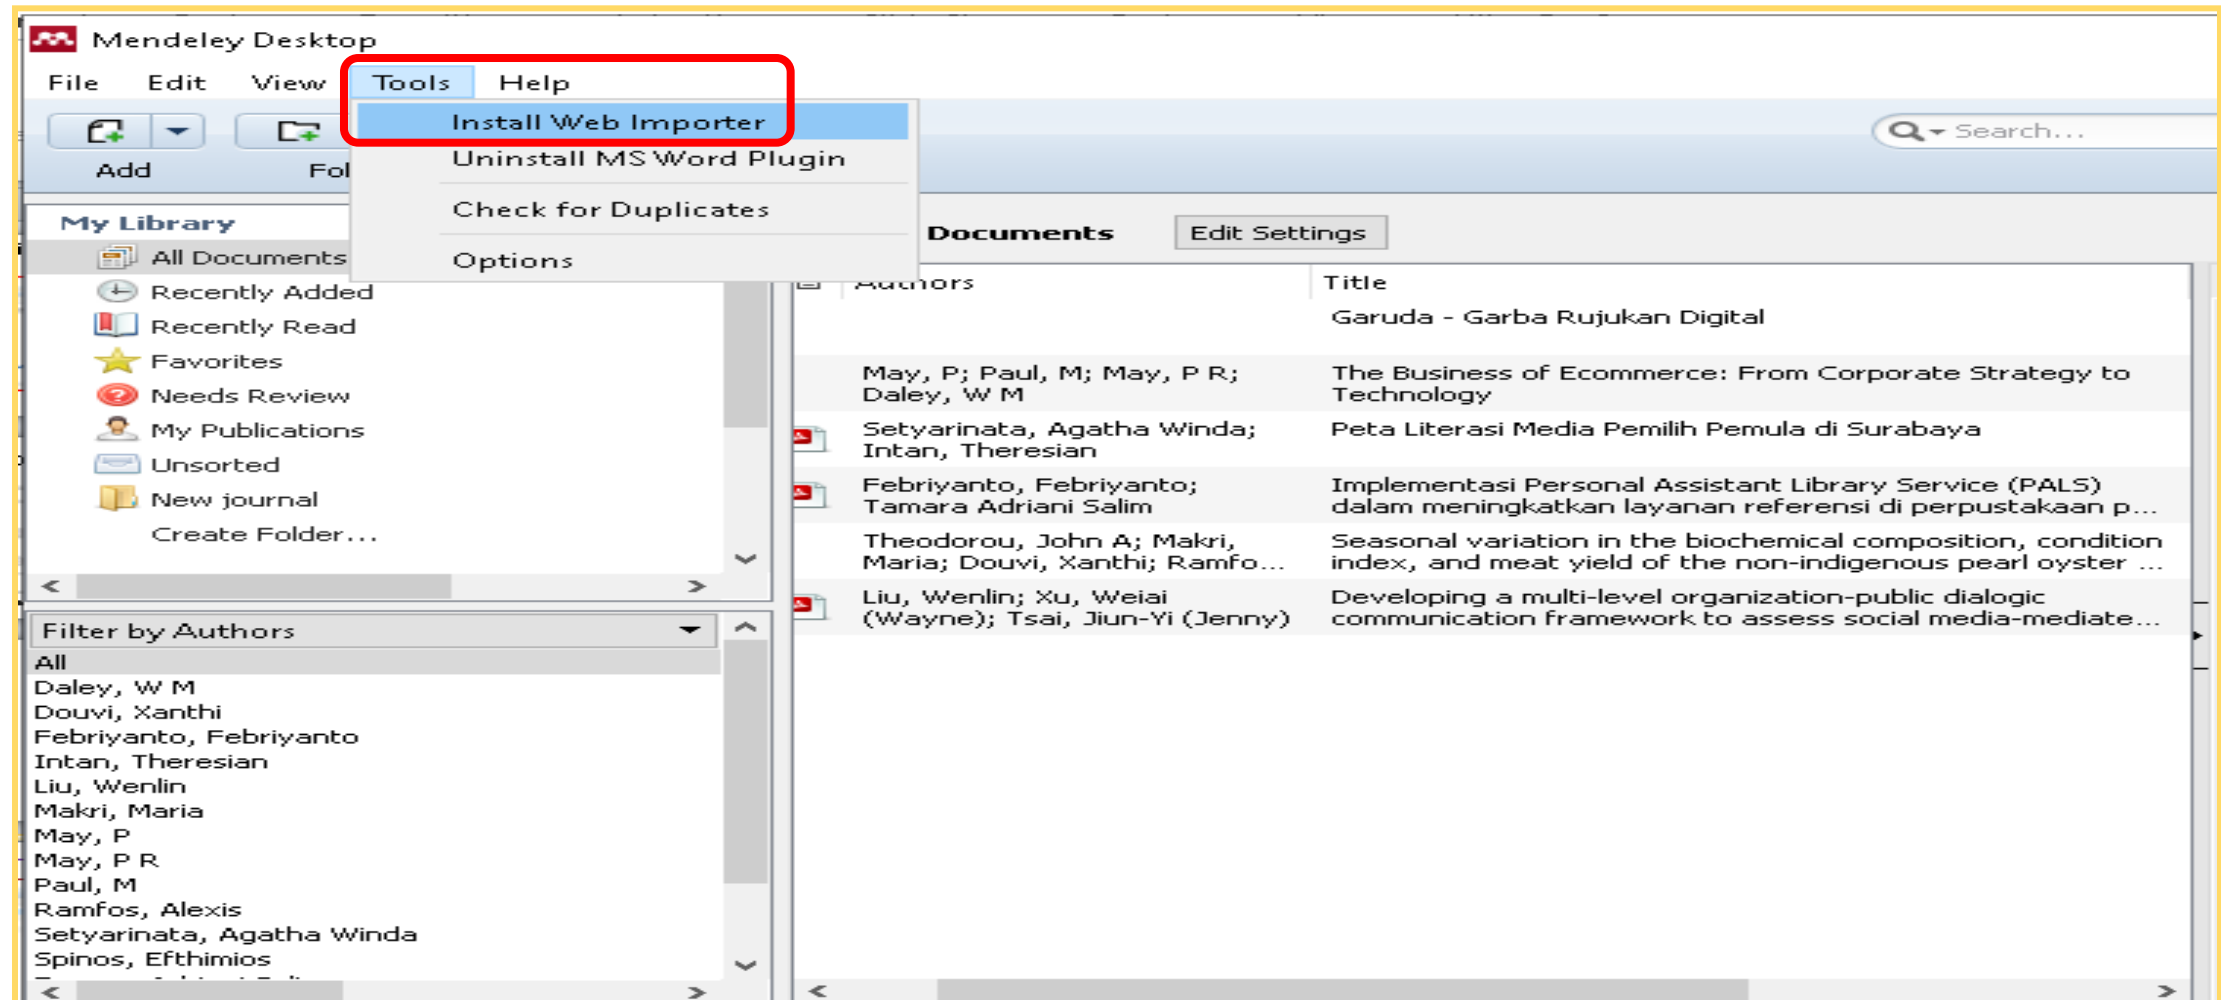 Mendeley Desktop
File Edit View Tools Help
Install Web Importer
Uninstall MS Word Plugin
Check for Duplicates
Options
Add
Fol
Search...
My Library
All Documents
Recently Added
Recently Read
Favorites
Needs Review
My Publications
Unsorted
New journal
Create Folder...
Filter by Authors
All
Daley, W M
Douvi, Xanthi
Febriyanto, Febriyanto
Intan, Theresian
Liu, Wenlin
Makri, Maria
May, P
May, P R
Paul, M
Ramfos, Alexis
Setyarinata, Agatha Winda
Spinos, Efthimios
Documents Edit Settings
Authors Title
Garuda - Garba Rujukan Digital
May, P; Paul, M; May, P R; The Business of Ecommerce: From Corporate Strategy to
Daley, W M Technology
Setyarinata, Agatha Winda; Peta Literasi Media Pemilih Pemula di Surabaya
Intan, Theresian
Febriyanto, Febriyanto; Implementasi Personal Assistant Library Service (PALS)
Tamara Adriani Salim dalam meningkatkan layanan referensi di perpustakaan p...
Theodorou, John A; Makri, Seasonal variation in the biochemical composition, condition
Maria; Douvi, Xanthi; Ramfo... index, and meat yield of the non-indigenous pearl oyster ...
Liu, Wenlin; Xu, Weiai Developing a multi-level organization-public dialogic
(Wayne); Tsai, Jiun-Yi (Jenny) communication framework to assess social media-mediate...